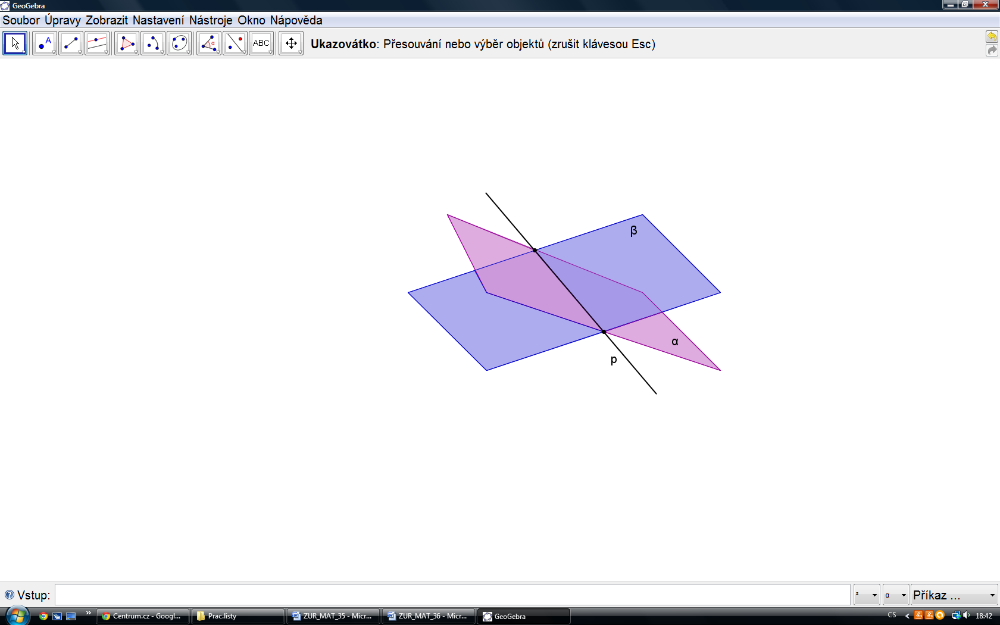 GeoGebra
Soubor Úpravy Zobrazit Nastavení Nástroje Okno Nápověda
A
α
ABC
Ukazovátko: Přesouvání nebo výběr objektů (zrušit klávesou Esc)
β
α
p
Vstup:
²
α
Příkaz ...
»
Centrum.cz - Googl...
Prac.listy
ZUR_MAT_35 - Micr...
ZUR_MAT_36 - Micr...
GeoGebra
CS
<
18:42